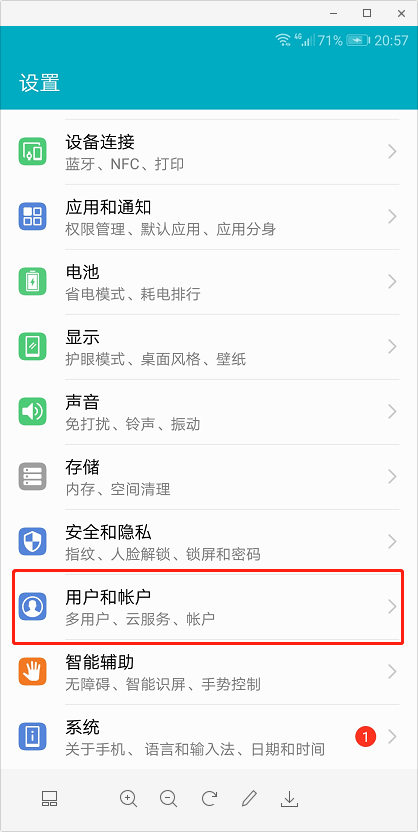 4G 71% 20:57
设置
设备连接
蓝牙、NFC、打印
应用和通知
权限管理、默认应用、应用分身
电池
省电模式、耗电排行
显示
护眼模式、桌面风格、壁纸
声音
免打扰、铃声、振动
存储
内存、空间清理
安全和隐私
指纹、人脸解锁、锁屏和密码
用户和帐户
多用户、云服务、帐户
智能辅助
无障碍、智能识屏、手势控制
系统
关于手机、语言和输入法、日期和时间
1